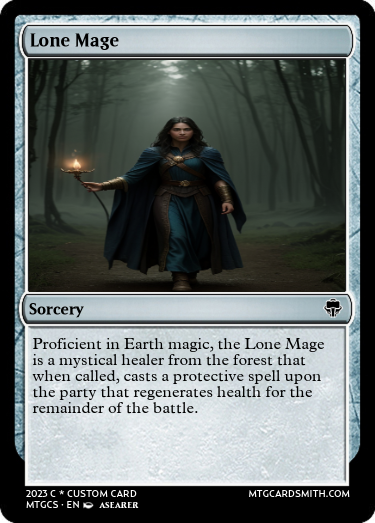 Lone Mage
Sorcery
Proficient in Earth magic, the Lone Mage
is a mystical healer from the forest that
when called, casts a protective spell upon
the party that regenerates health for the
remainder of the battle.
2023 C * CUSTOM CARD
MTGCARDSMITH.COM
MTGCS · EN ASEARER